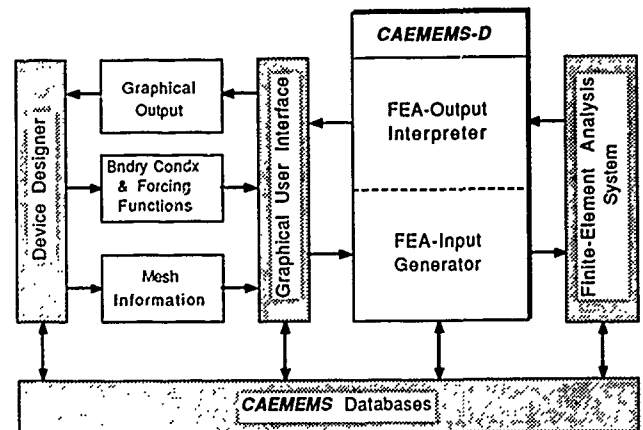 CAEMEMS-D
Device Designer
Graphical
Output
Bndry Condx
& Forcing
Functions
Mesh
Information
Graphical User Interface
FEA-Output
Interpreter
FEA-Input
Generator
Finite-Element Analysis
System
CAEMEMS Databases